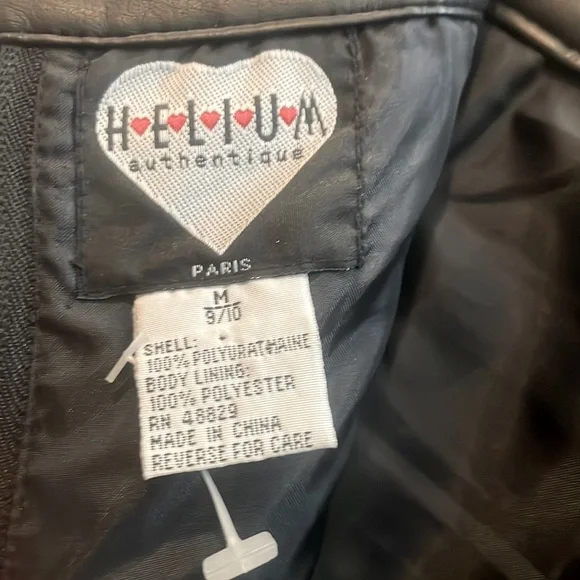 H♥E♥L♥I♥U♥M
authentique
PARIS
M
9/10
SHELL:
100% POLYURATHAINE
BODY LINING:
100% POLYESTER
RN 48829
MADE IN CHINA
REVERSE FOR CARE